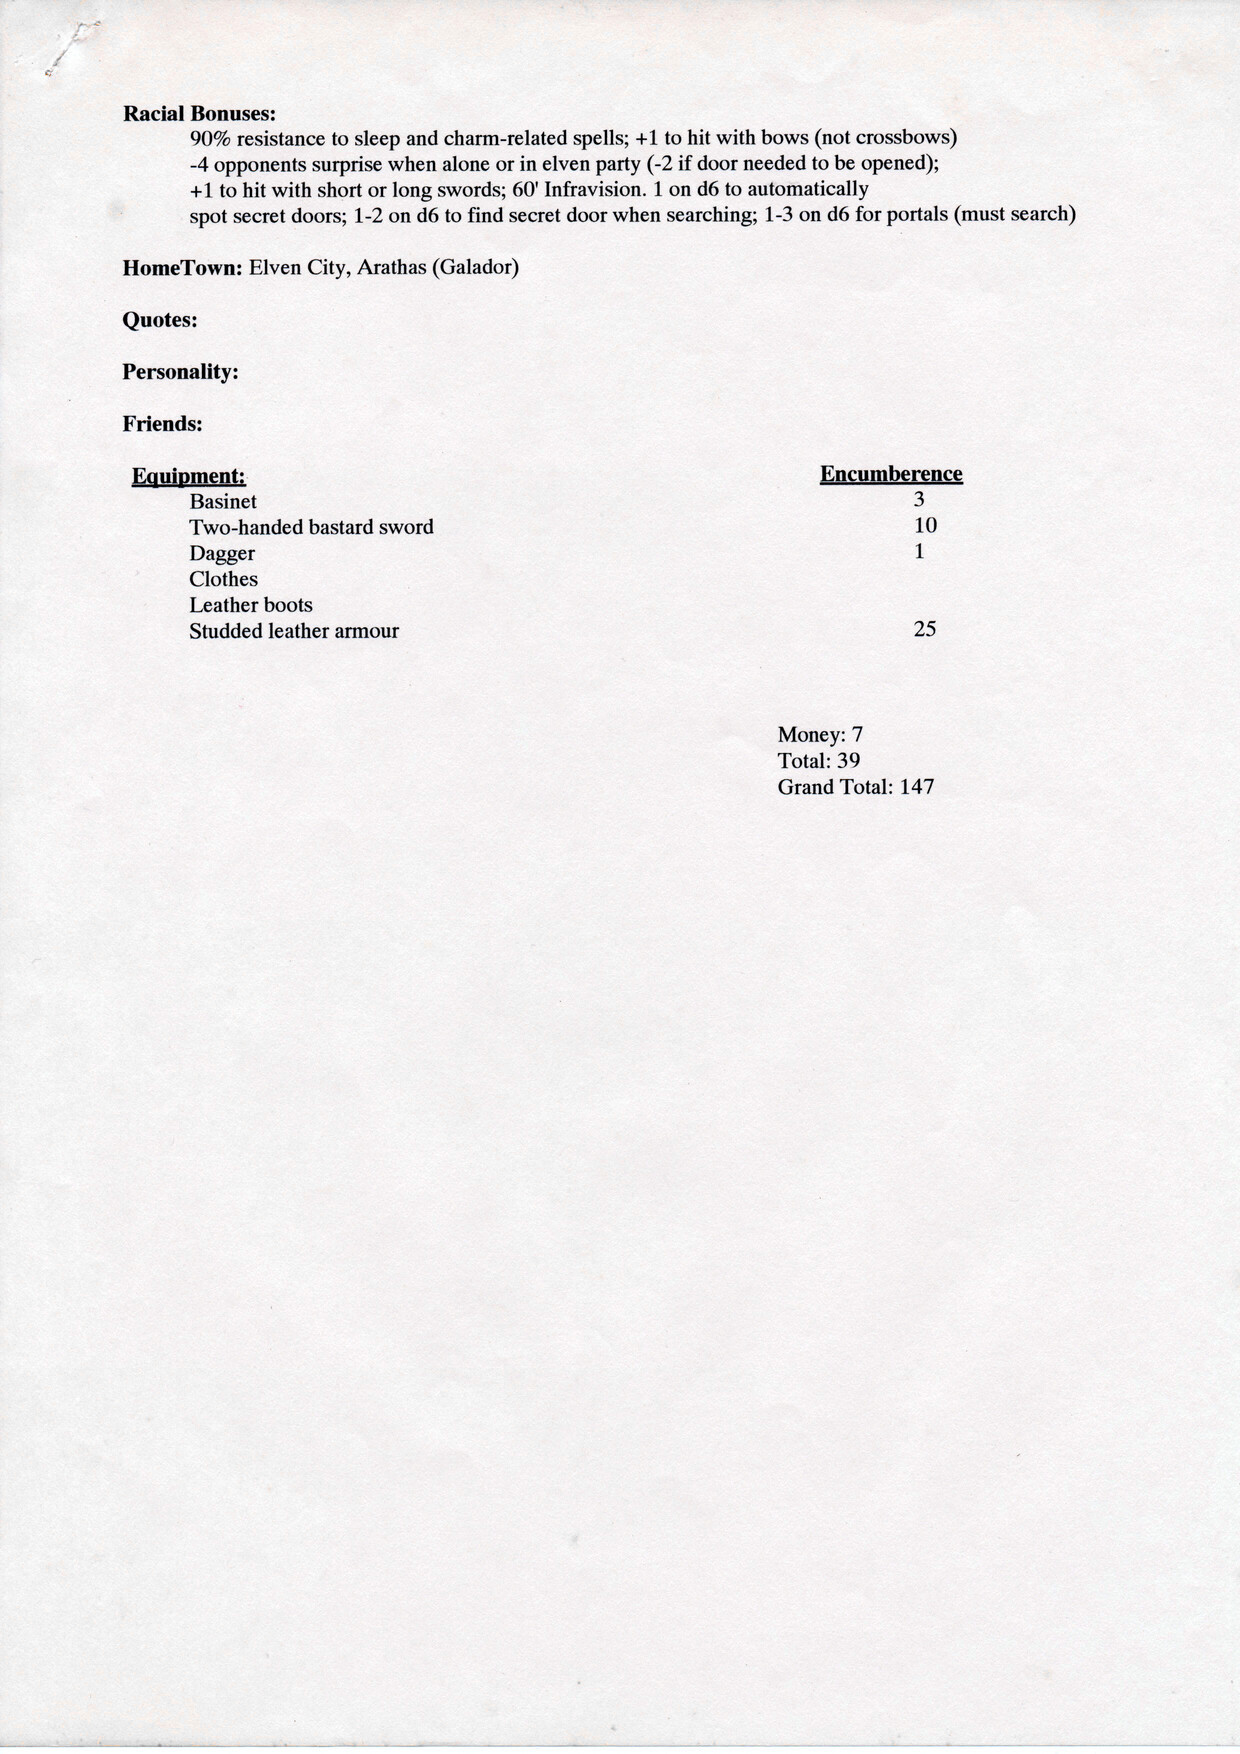 Racial Bonuses:
90% resistance to sleep and charm-related spells; +1 to hit with bows (not crossbows)
-4 opponents surprise when alone or in elven party (-2 if door needed to be opened);
+1 to hit with short or long swords; 60' Infravision. 1 on d6 to automatically
spot secret doors; 1-2 on d6 to find secret door when searching; 1-3 on d6 for portals (must search)
HomeTown: Elven City, Arathas (Galador)
Quotes:
Personality:
Friends:
Equipment: Encumberence
Basinet 3
Two-handed bastard sword 10
Dagger 1
Clothes
Leather boots
Studded leather armour 25
Money: 7
Total: 39
Grand Total: 147